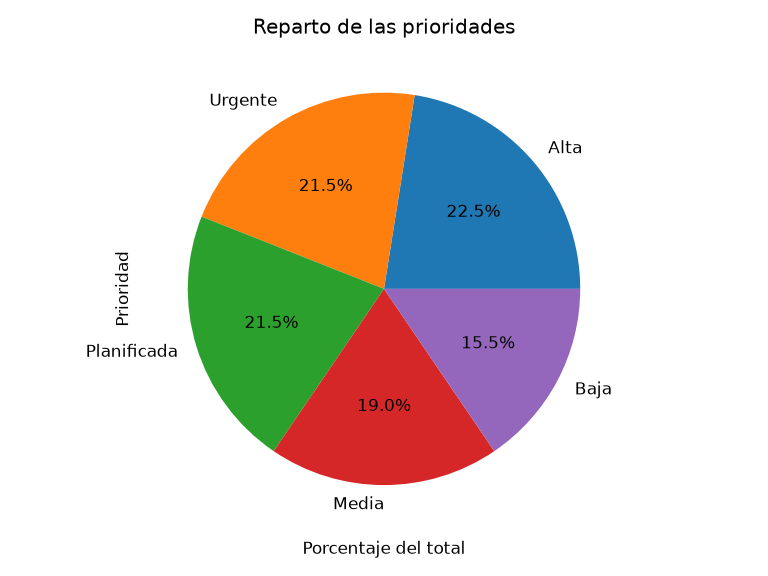 Reparto de las prioridades
Urgente
Alta
21.5%
22.5%
Prioridad
21.5%
Planificada
15.5%
Baja
19.0%
Media
Porcentaje del total